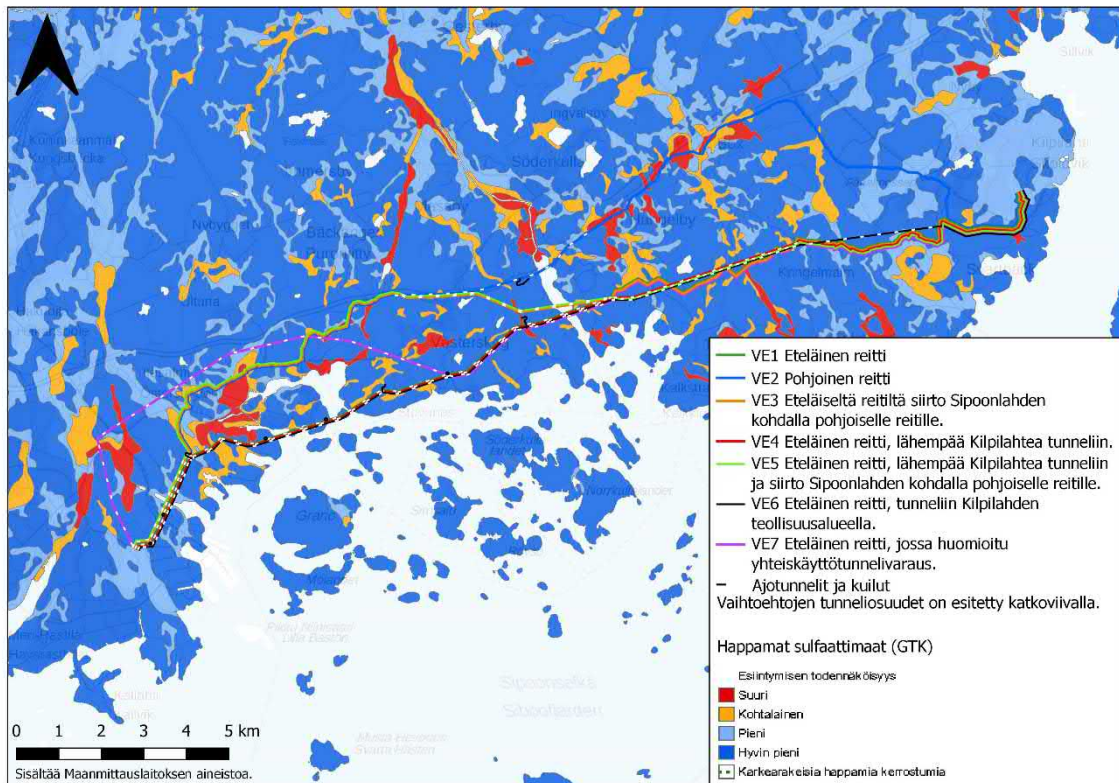 Söderkulla
Västerskog
Granö
Söderkulla-
landet
Norrkullalandet
Sipoonselkä
Sibbofjärden
VE1 Eteläinen reitti
VE2 Pohjoinen reitti
VE3 Eteläiseltä reitiltä siirto Sipoonlahden
kohdalla pohjoiselle reitille.
VE4 Eteläinen reitti, lähempää Kilpilahtea tunneliin.
VE5 Eteläinen reitti, lähempää Kilpilahtea tunneliin
ja siirto Sipoonlahden kohdalla pohjoiselle reitille.
VE6 Eteläinen reitti, tunneliin Kilpilahden
teollisuusalueella.
VE7 Eteläinen reitti, jossa huomioitu
yhteiskäyttötunnelivaraus.
Ajotunnelit ja kuilut
Vaihtoehtojen tunneliosuudet on esitetty katkoviivalla.
Happamat sulfaattimaat (GTK)
Esiintymisen todennäköisyys
Suuri
Kohtalainen
Pieni
Hyvin pieni
Karkearakeisia happamia kerrostumia
0 1 2 3 4 5 km
Sisältää Maanmittauslaitoksen aineistoa.